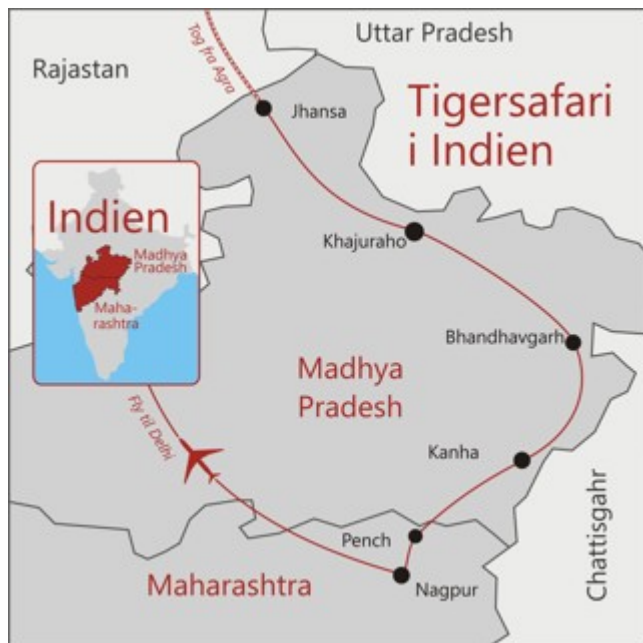 Uttar Pradesh
Rajastan
Tog fra Agra
Tigersafari
i Indien
Jhansa
Indien
Madhya
Pradesh
Maha-
rashtra
Khajuraho
Bhandhavgarh
Madhya
Pradesh
Fly til Delhi
Kanha
Chattisgahr
Pench
Maharashtra
Nagpur